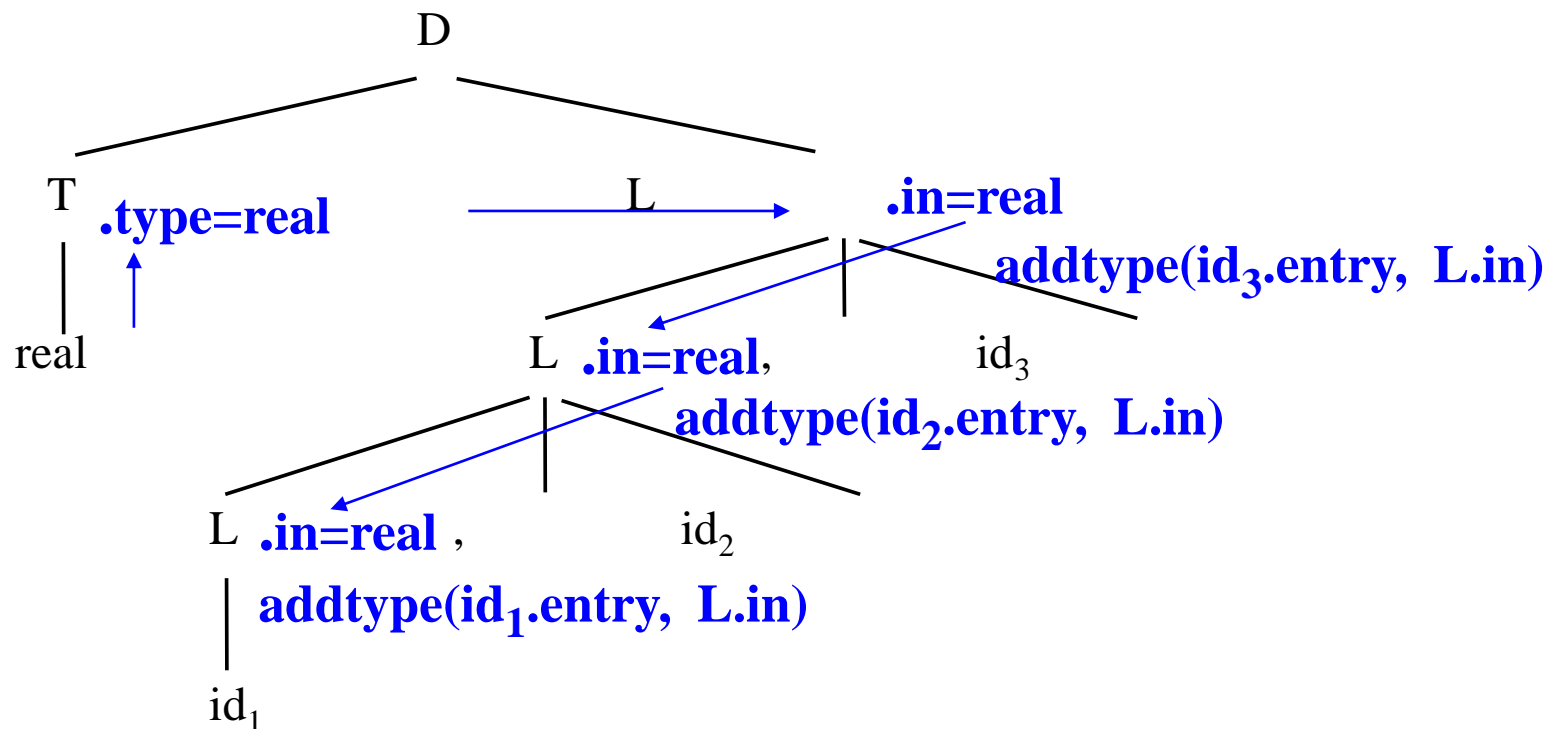 D
T .type=real L .in=real
addtype(id₃.entry, L.in)
real L .in=real, id₃
addtype(id₂.entry, L.in)
L .in=real , id₂
addtype(id₁.entry, L.in)
id₁